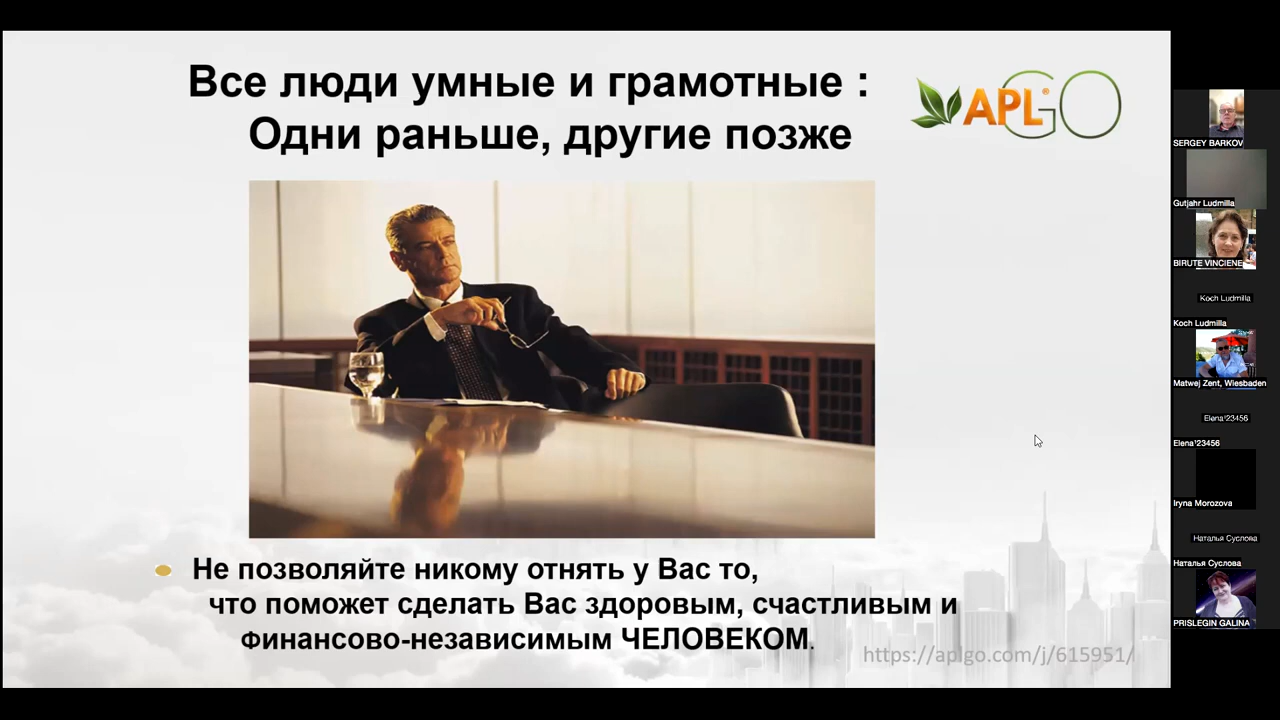 Все люди умные и грамотные :
Одни раньше, другие позже
APL® GO
Не позволяйте никому отнять у Вас то,
что поможет сделать Вас здоровым, счастливым и
финансово-независимым ЧЕЛОВЕКОМ.
https://aplgo.com/j/615951/
SERGEY BARKOV
Gutjahr Ludmilla
BIRUTE VINCIENE
Koch Ludmilla
Koch Ludmilla
Matwej Zent, Wiesbaden
Elena'23456
Elena'23456
Iryna Morozova
Наталья Суслова
Наталья Суслова
PRISLEGIN GALINA